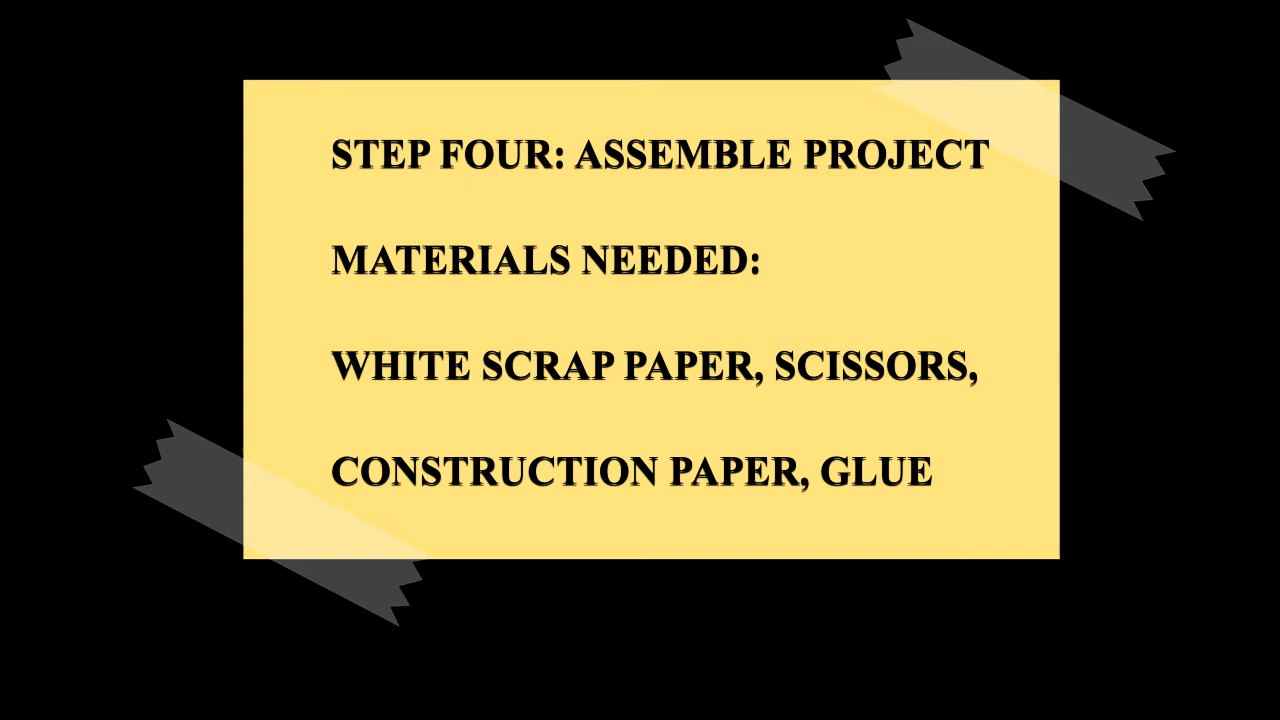 STEP FOUR: ASSEMBLE PROJECT
MATERIALS NEEDED:
WHITE SCRAP PAPER, SCISSORS,
CONSTRUCTION PAPER, GLUE